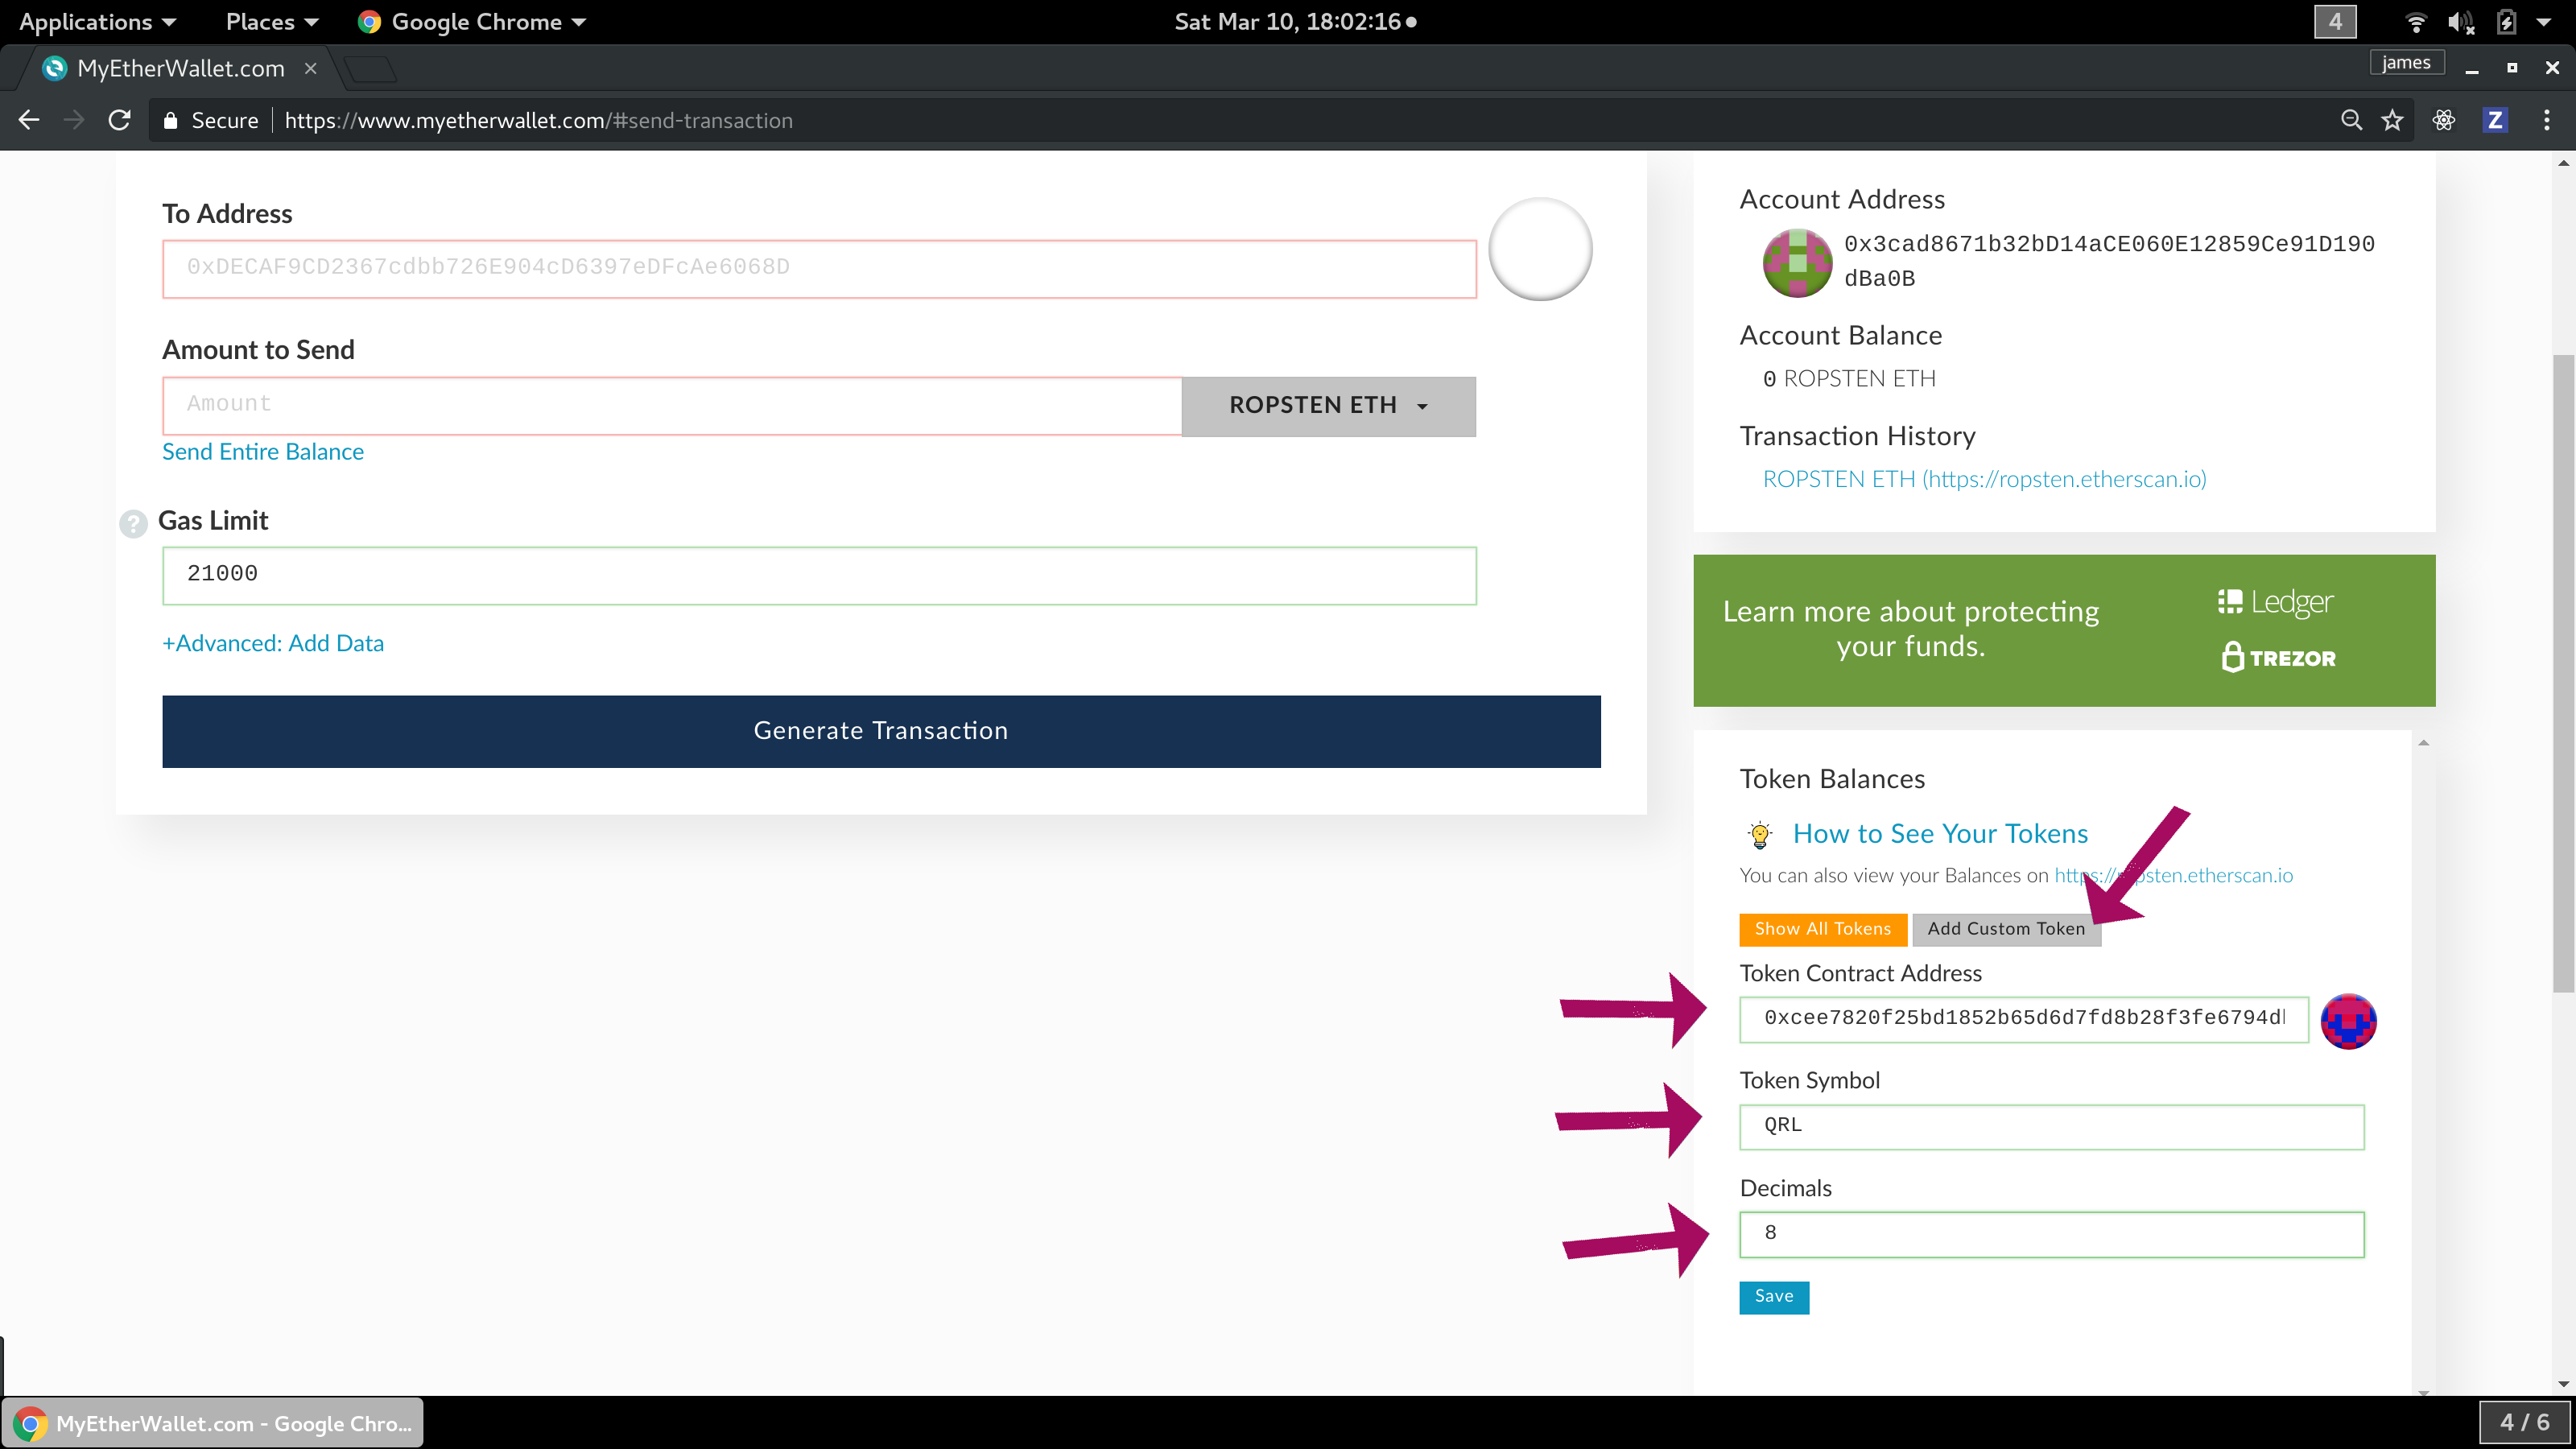 Applications Places Google Chrome Sat Mar 10, 18:02:16 4
MyEtherWallet.com james
Secure https://www.myetherwallet.com/#send-transaction Z
To Address
0xDECAF9CD2367cdbb726E904cD6397eDFcAe6068D
Amount to Send
Amount ROPSTEN ETH
Send Entire Balance
? Gas Limit
21000
+Advanced: Add Data
Generate Transaction
Account Address
0x3cad8671b32bD14aCE060E12859Ce91D190
dBa0B
Account Balance
0 ROPSTEN ETH
Transaction History
ROPSTEN ETH (https://ropsten.etherscan.io)
Learn more about protecting
your funds.
Ledger
TREZOR
Token Balances
How to See Your Tokens
You can also view your Balances on https://ropsten.etherscan.io
Show All Tokens Add Custom Token
Token Contract Address
0xcee7820f25bd1852b65d6d7fd8b28f3fe6794d
Token Symbol
QRL
Decimals
8
Save
MyEtherWallet.com - Google Chro... 4 / 6